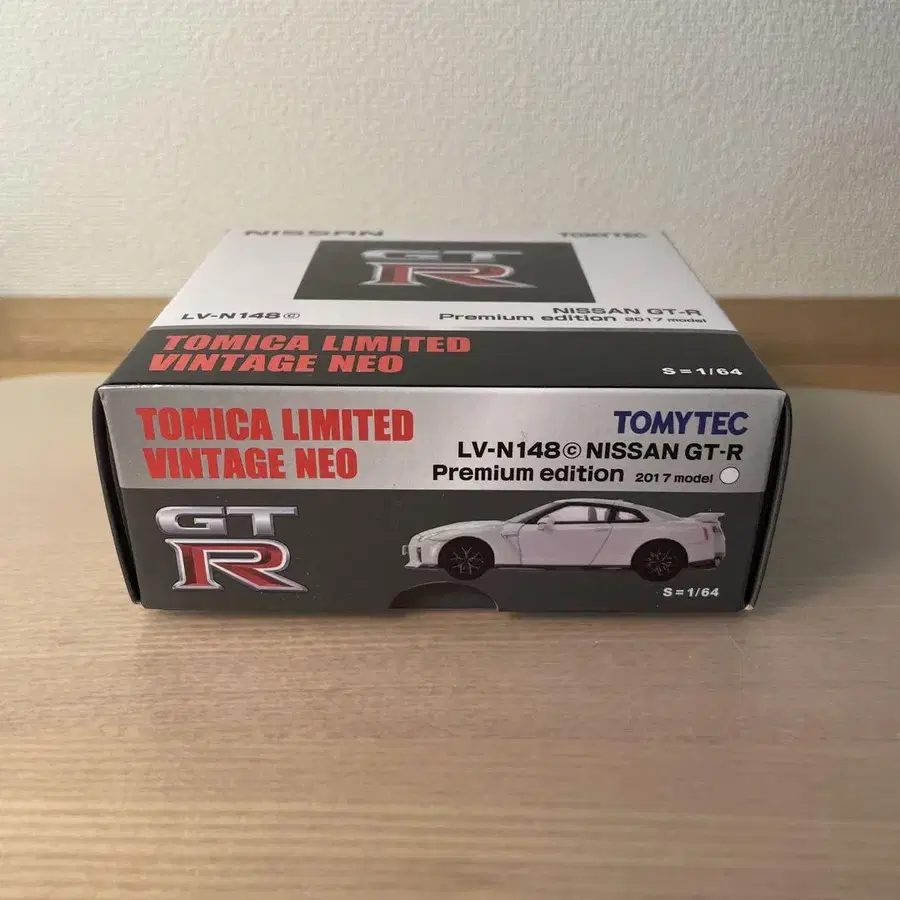 NISSAN TOMYTEC
GT
R
LV-N148ⓒ
NISSAN GT-R
Premium edition 2017 model
TOMICA LIMITED
VINTAGE NEO
S=1/64
TOMICA LIMITED
VINTAGE NEO
TOMYTEC
LV-N148ⓒ NISSAN GT-R
Premium edition 2017 model
GT
R
S=1/64